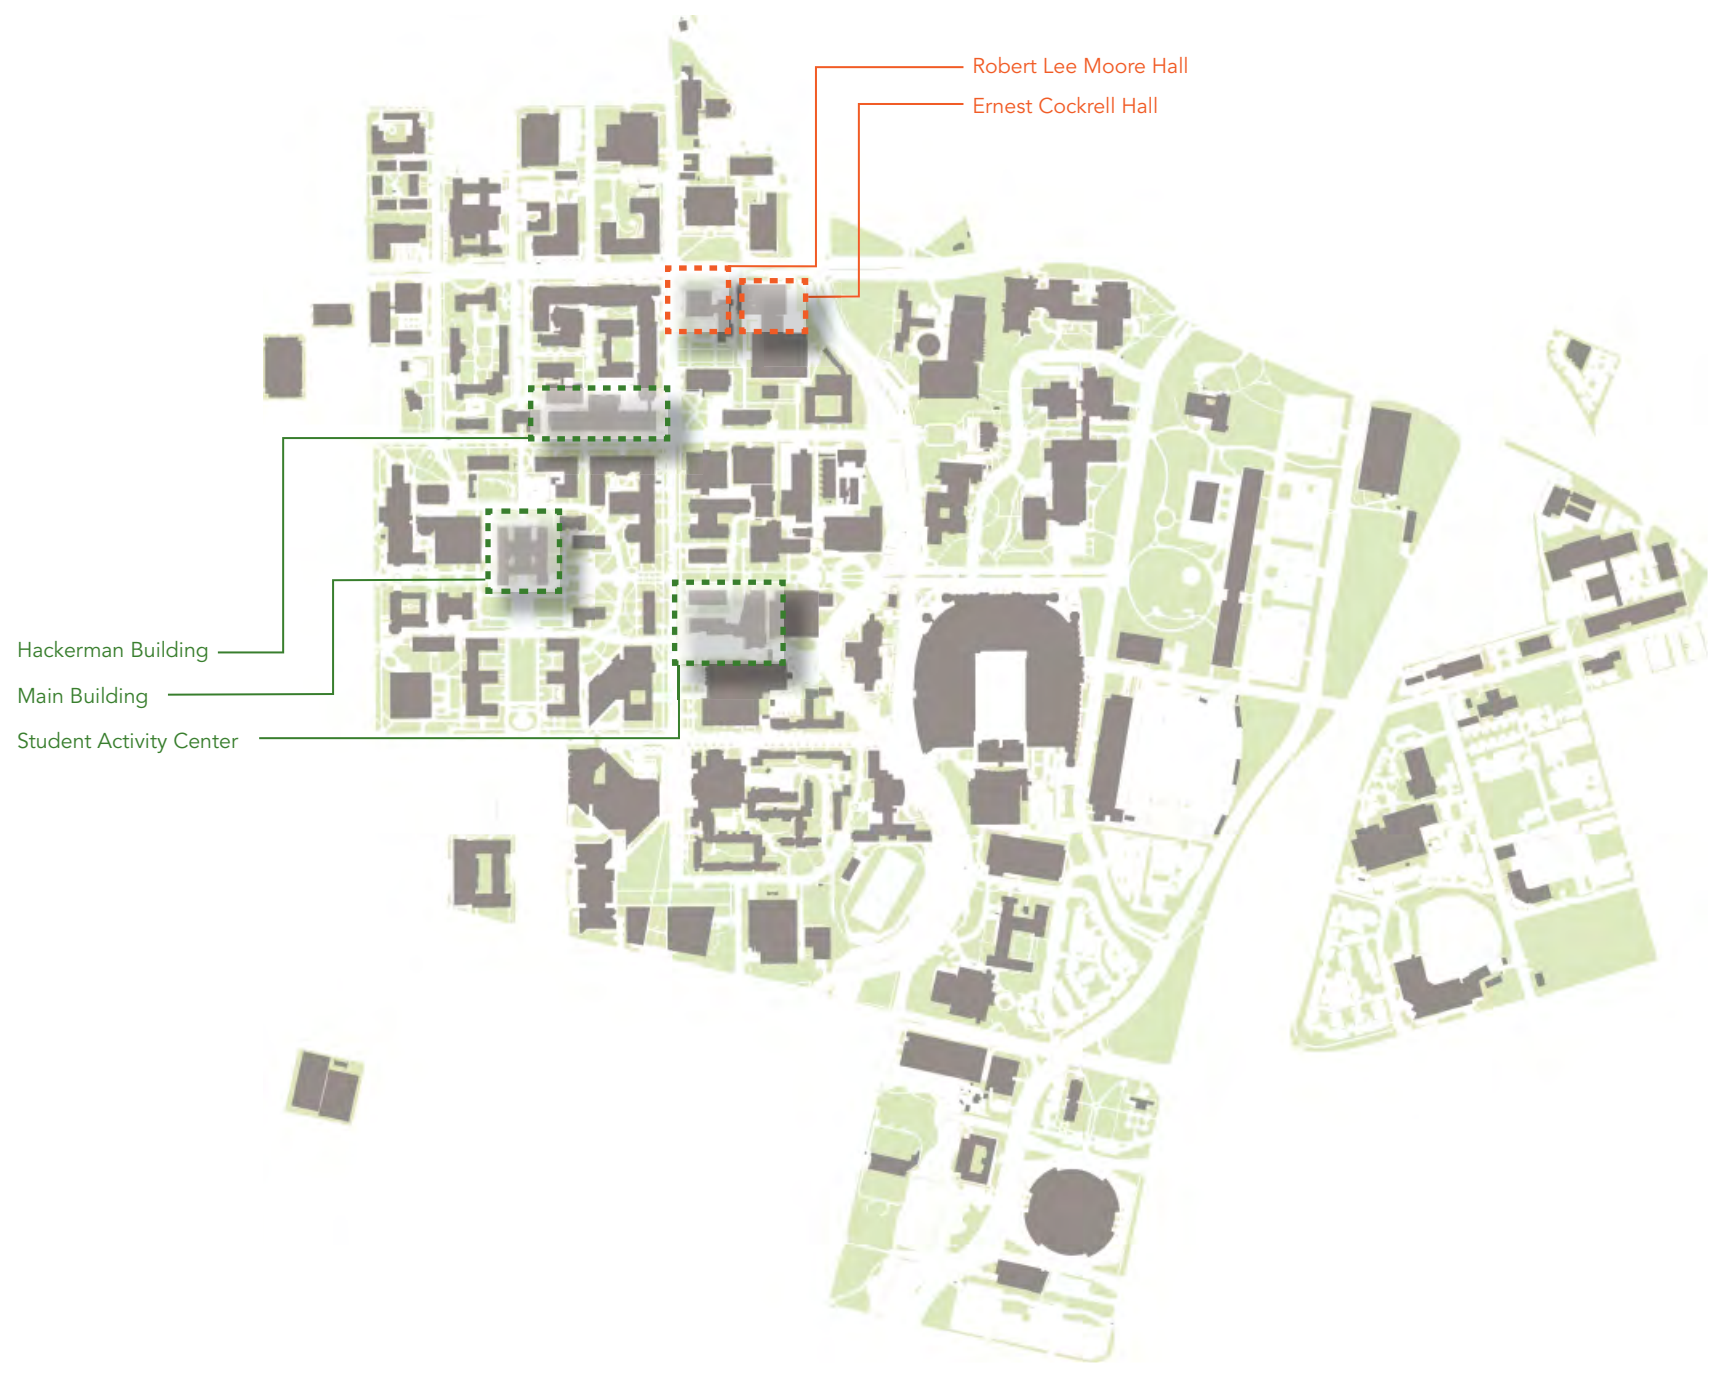 Robert Lee Moore Hall
Ernest Cockrell Hall
Hackerman Building
Main Building
Student Activity Center